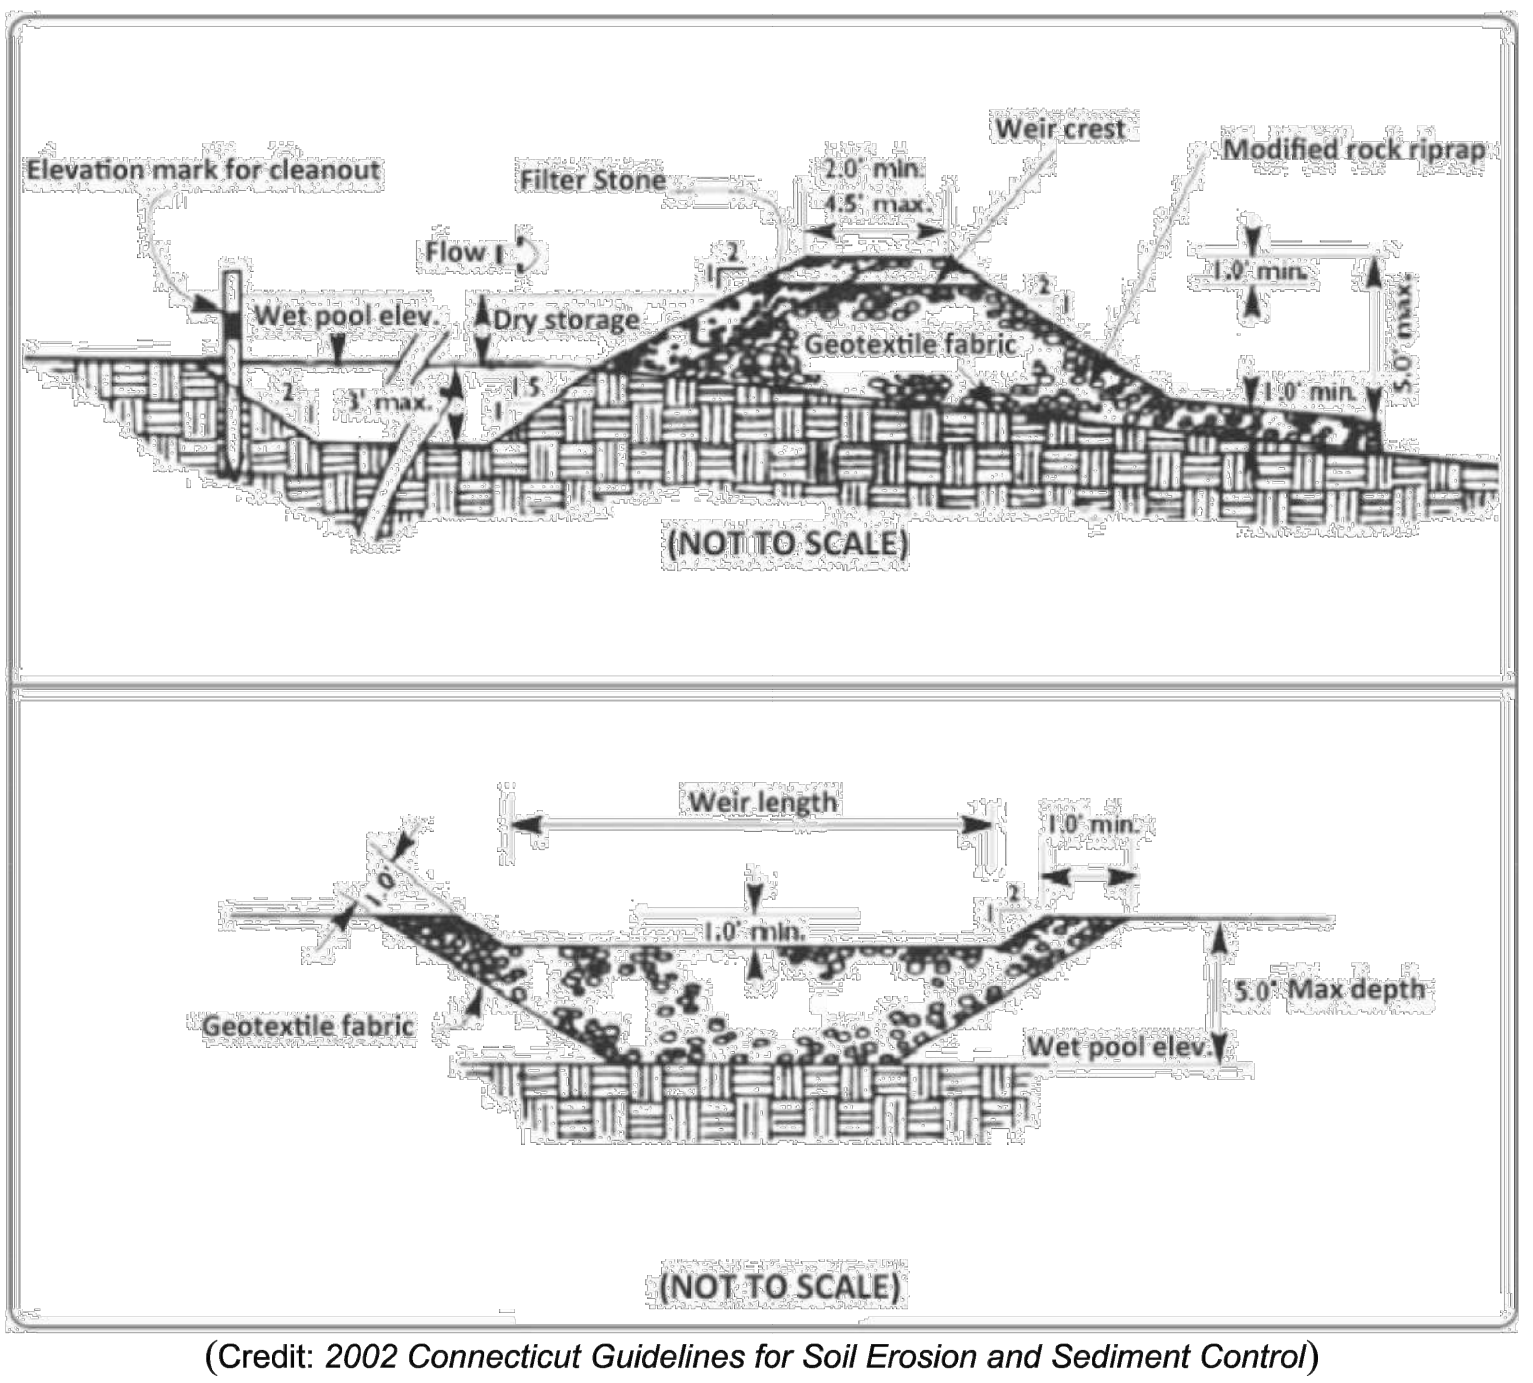 Weir crest
Modified rock riprap
Elevation mark for cleanout
Filter Stone
2.0' min.
4.5' max.
Flow
2
1
1.0' min.
2
1
Wet pool elev.
Dry storage
Geotextile fabric
5.0' max.
2
1
3' max.
1.5
1
1.0' min.
(NOT TO SCALE)
Weir length
1.0' min.
1.0'
2
1
1.0' min.
5.0' Max depth
Geotextile fabric
Wet pool elev.
(NOT TO SCALE)
(Credit: 2002 Connecticut Guidelines for Soil Erosion and Sediment Control)